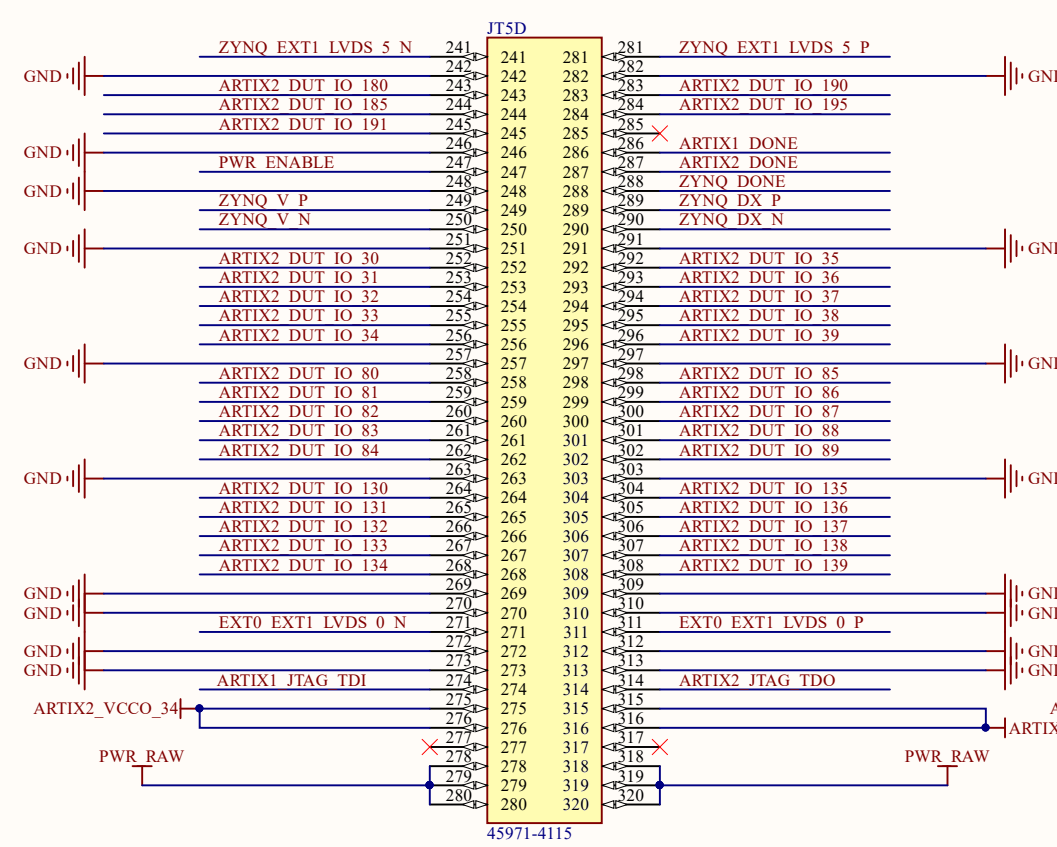 JT5D
ZYNQ_EXT1_LVDS_5_N 241 241 281 281 ZYNQ_EXT1_LVDS_5_P
GND 242 242 282 282 GND
ARTIX2_DUT_IO_180 243 243 283 283 ARTIX2_DUT_IO_190
ARTIX2_DUT_IO_185 244 244 284 284 ARTIX2_DUT_IO_195
ARTIX2_DUT_IO_191 245 245 285 285
GND 246 246 286 286 ARTIX1_DONE
PWR_ENABLE 247 247 287 287 ARTIX2_DONE
GND 248 248 288 288 ZYNQ_DONE
ZYNQ_V_P 249 249 289 289 ZYNQ_DX_P
ZYNQ_V_N 250 250 290 290 ZYNQ_DX_N
GND 251 251 291 291 GND
ARTIX2_DUT_IO_30 252 252 292 292 ARTIX2_DUT_IO_35
ARTIX2_DUT_IO_31 253 253 293 293 ARTIX2_DUT_IO_36
ARTIX2_DUT_IO_32 254 254 294 294 ARTIX2_DUT_IO_37
ARTIX2_DUT_IO_33 255 255 295 295 ARTIX2_DUT_IO_38
ARTIX2_DUT_IO_34 256 256 296 296 ARTIX2_DUT_IO_39
GND 257 257 297 297 GND
ARTIX2_DUT_IO_80 258 258 298 298 ARTIX2_DUT_IO_85
ARTIX2_DUT_IO_81 259 259 299 299 ARTIX2_DUT_IO_86
ARTIX2_DUT_IO_82 260 260 300 300 ARTIX2_DUT_IO_87
ARTIX2_DUT_IO_83 261 261 301 301 ARTIX2_DUT_IO_88
ARTIX2_DUT_IO_84 262 262 302 302 ARTIX2_DUT_IO_89
GND 263 263 303 303 GND
ARTIX2_DUT_IO_130 264 264 304 304 ARTIX2_DUT_IO_135
ARTIX2_DUT_IO_131 265 265 305 305 ARTIX2_DUT_IO_136
ARTIX2_DUT_IO_132 266 266 306 306 ARTIX2_DUT_IO_137
ARTIX2_DUT_IO_133 267 267 307 307 ARTIX2_DUT_IO_138
ARTIX2_DUT_IO_134 268 268 308 308 ARTIX2_DUT_IO_139
GND 269 269 309 309 GND
GND 270 270 310 310 GND
EXT0_EXT1_LVDS_0_N 271 271 311 311 EXT0_EXT1_LVDS_0_P
GND 272 272 312 312 GND
GND 273 273 313 313 GND
ARTIX1_JTAG_TDI 274 274 314 314 ARTIX2_JTAG_TDO
ARTIX2_VCCO_34 275 275 315 315 A
276 276 316 316 ARTIX
277 277 317 317
PWR_RAW 278 278 318 318 PWR_RAW
279 279 319 319
280 280 320 320
45971-4115